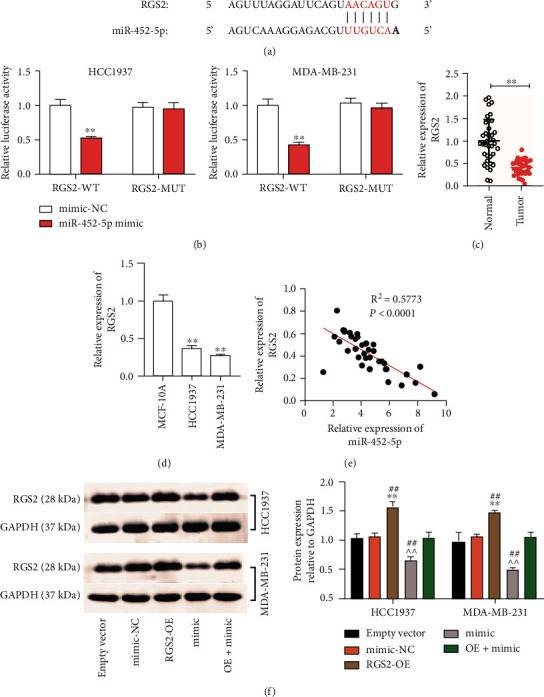 RGS2: 5 AGUUUAGGAUUCAGUAACAGUG 3'
miR-452-5p: 5' AGUCAAAGGAGACGUUUGUCAA 5'
(a)
HCC1937
Relative luciferase activity
1.5
1.0
0.5
0.0
**
RGS2-WT RGS2-MUT
MDA-MB-231
Relative luciferase activity
1.5
1.0
0.5
0.0
**
RGS2-WT RGS2-MUT
mimic-NC
miR-452-5p mimic
(b)
Relative expression of
RGS2
2.5
2.0
1.5
1.0
0.5
0.0
**
Normal
Tumor
(c)
Relative expression of
RGS2
1.5
1.0
0.5
0.0
**
**
MCF-10A
HCC1937
MDA-MB-231
(d)
Relative expression of
RGS2
1.0
0.8
0.6
0.4
0.2
0.0
R2 = 0.5773
P < 0.0001
0 2 4 6 8 10
Relative expression of
miR-452-5p
(e)
RGS2 (28 kDa)
GAPDH (37 kDa)
HCC1937
RGS2 (28 kDa)
GAPDH (37 kDa)
MDA-MB-231
Empty vector
mimic-NC
RGS2-OE
mimic
OE + mimic
Protein expression
relative to GAPDH
2.0
1.5
1.0
0.5
0.5
##
**
##
^^
##
**
##
^^
HCC1937 MDA-MB-231
Empty vector
mimic-NC
RGS2-OE
mimic
OE + mimic
(f)